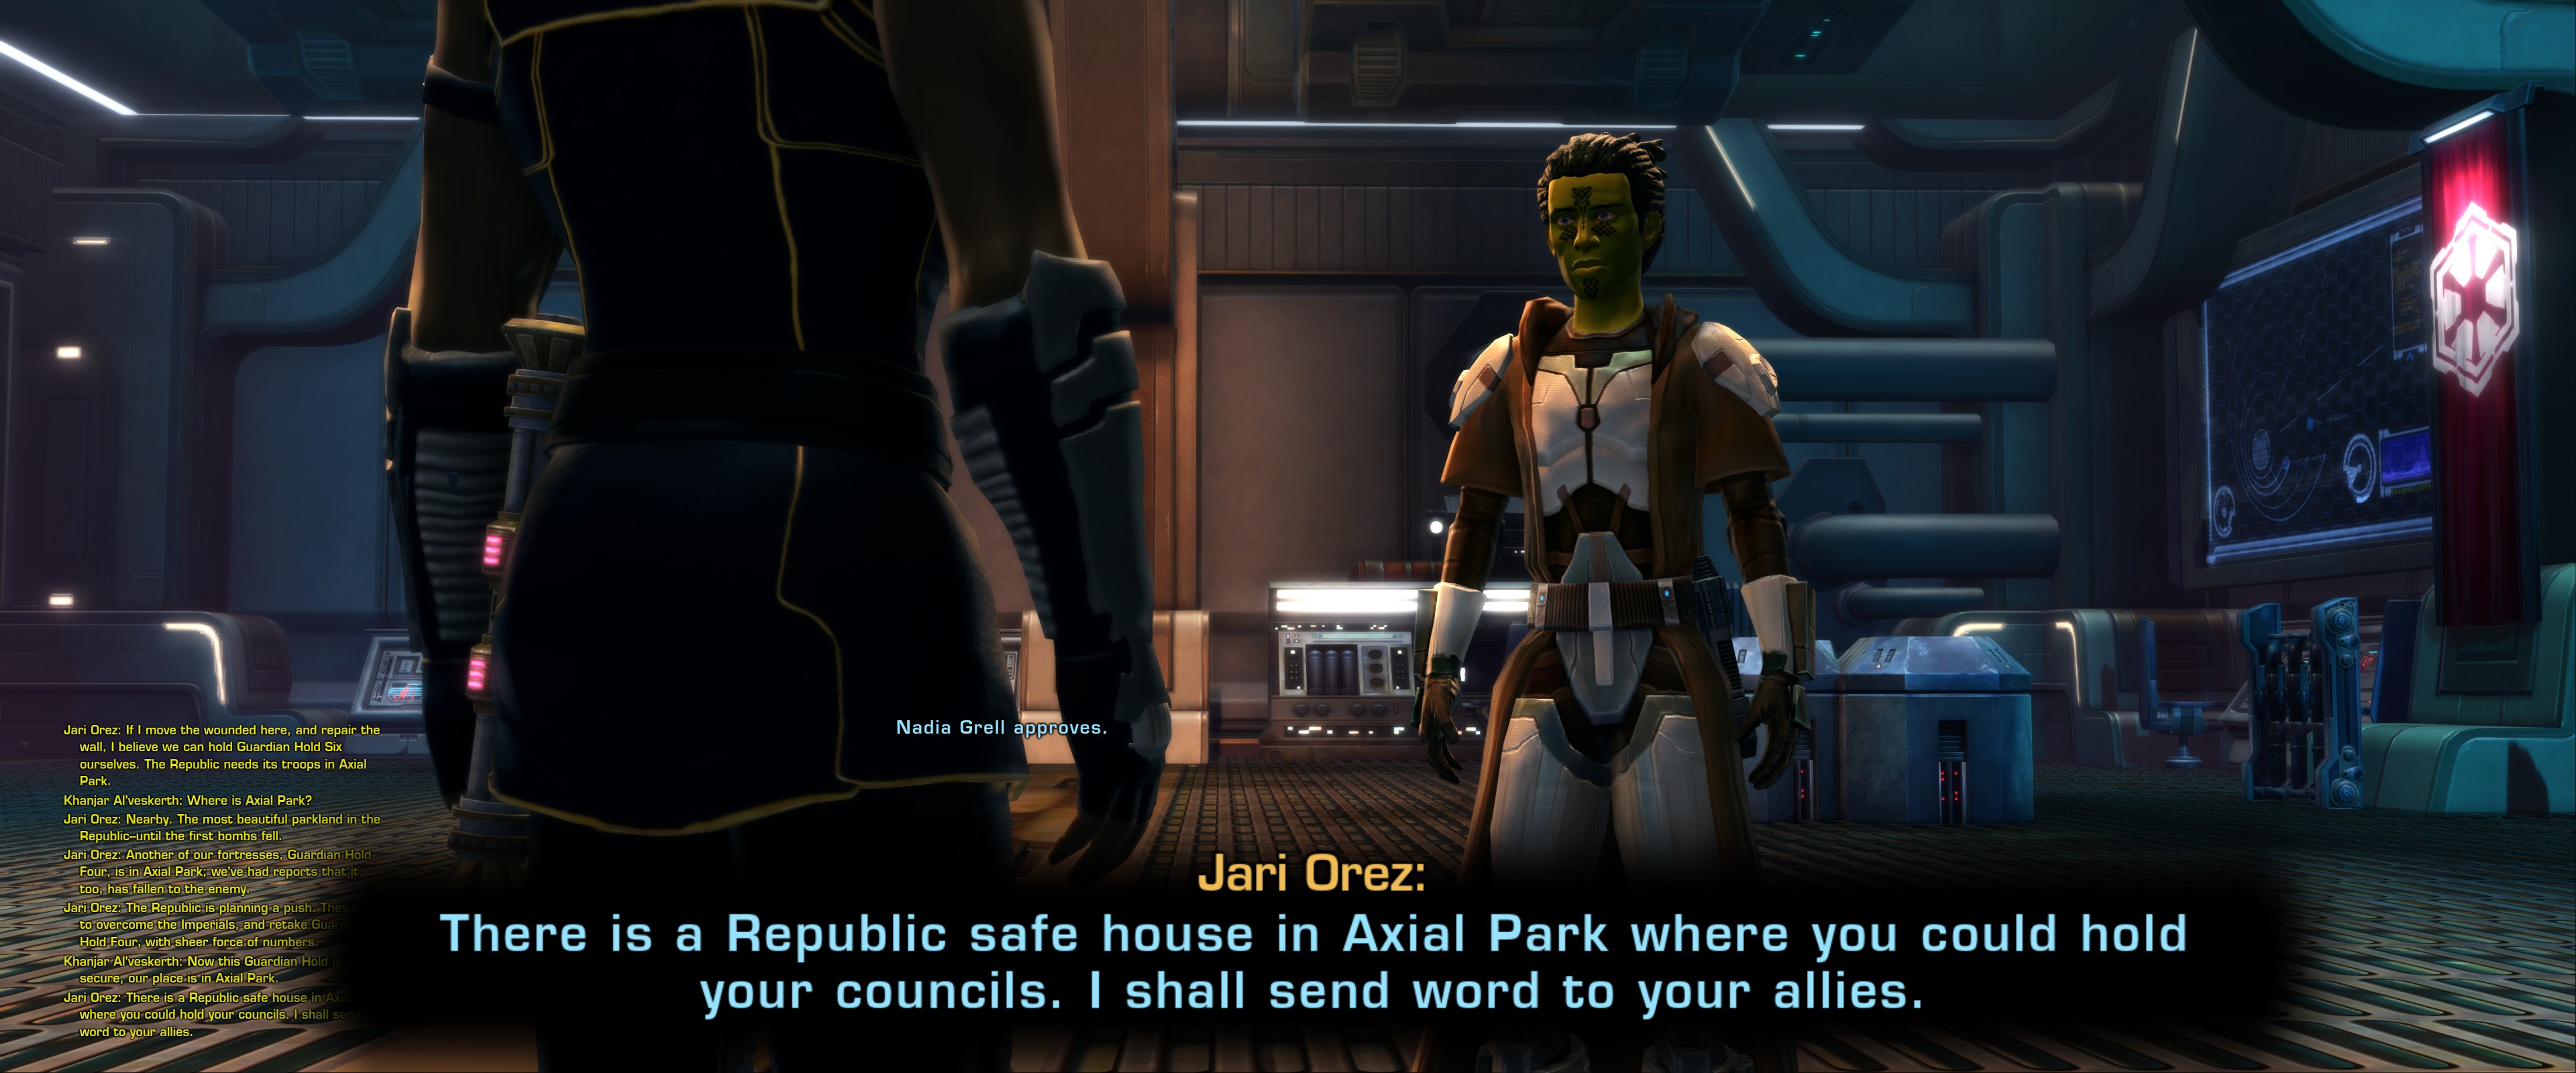 Jari Orez: If I move the wounded here, and repair the
wall, I believe we can hold Guardian Hold Six
ourselves. The Republic needs its troops in Axial
Park.
Khanjar Al'veskerth: Where is Axial Park?
Jari Orez: Nearby. The most beautiful parkland in the
Republic–until the first bombs fell.
Jari Orez: Another of our fortresses, Guardian Hold
Four, is in Axial Park; we've had reports that it,
too, has fallen to the enemy.
Jari Orez: The Republic is planning a push. They
to overcome the Imperials, and retake
Hold Four, with sheer force of numbers.
Khanjar Al'veskerth: Now this Guardian Hold is
secure, our place is in Axial Park.
Jari Orez: There is a Republic safe house in Axial
where you could hold your councils. I shall send
word to your allies.
Nadia Grell approves.
Jari Orez:
There is a Republic safe house in Axial Park where you could hold
your councils. I shall send word to your allies.